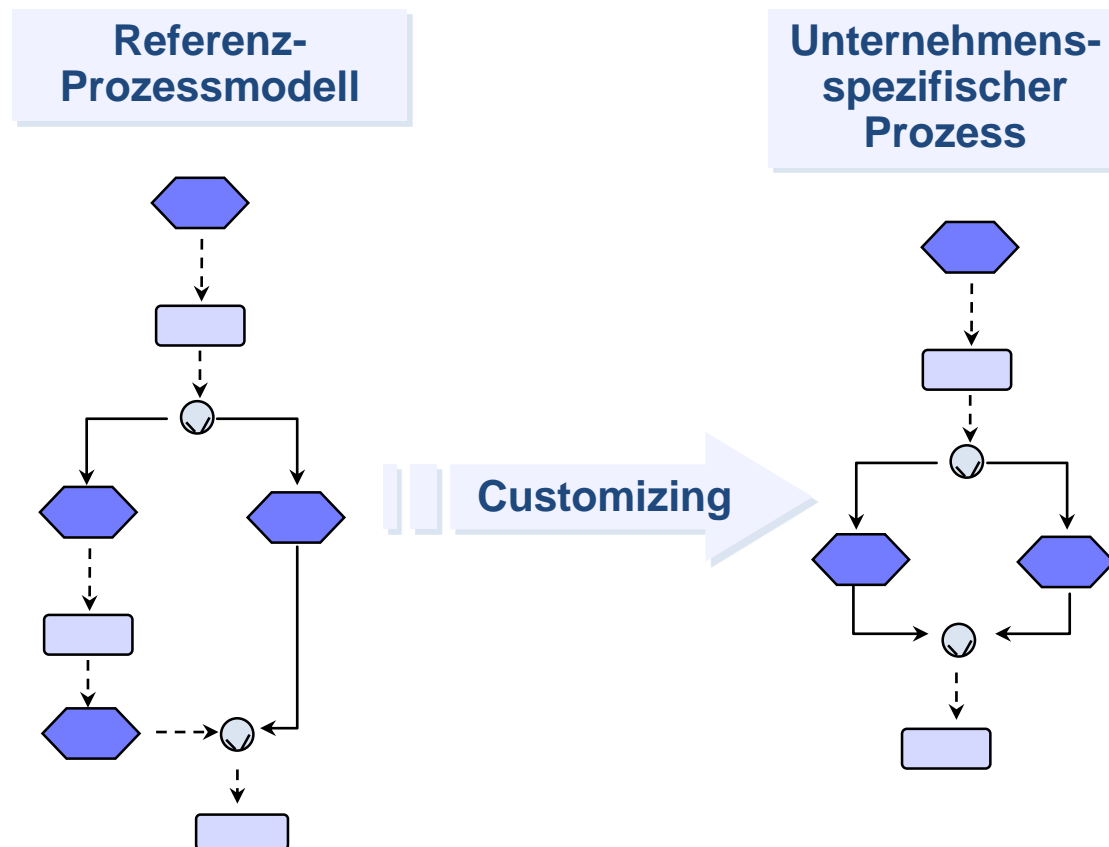 Referenz-
Prozessmodell
Unternehmens-
spezifischer
Prozess
Customizing